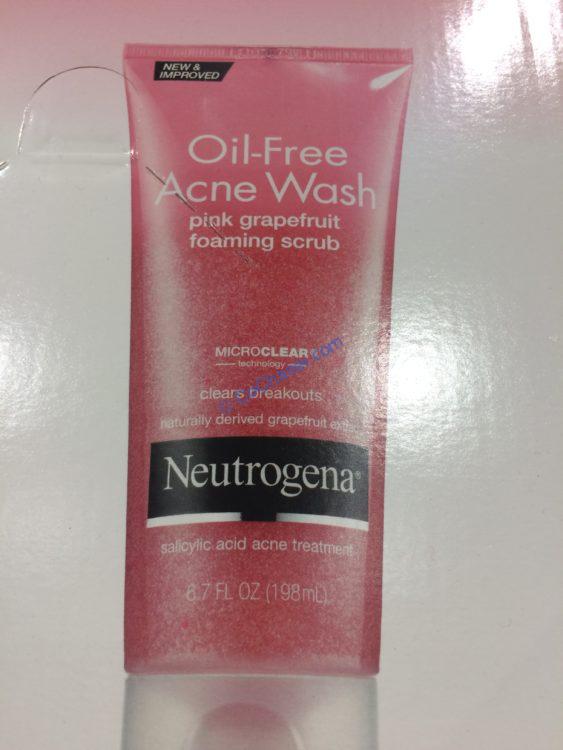 NEW &
IMPROVED
Oil-Free
Acne Wash
pink grapefruit
foaming scrub
MICROCLEAR®
technology
clears breakouts
naturally derived grapefruit
Neutrogena®
salicylic acid acne treatment
6.7 FL OZ (198mL)